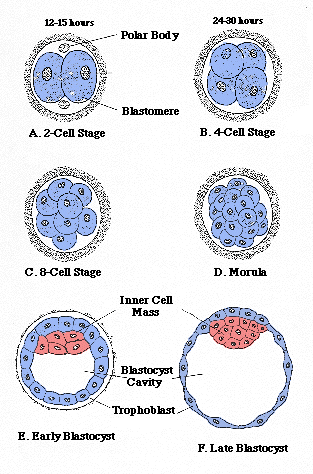 12-15 hours
24-30 hours
Polar Body
Blastomere
A. 2-Cell Stage
B. 4-Cell Stage
C. 8-Cell Stage
D. Morula
Inner Cell
Mass
Blastocyst
Cavity
Trophoblast
E. Early Blastocyst
F. Late Blastocyst